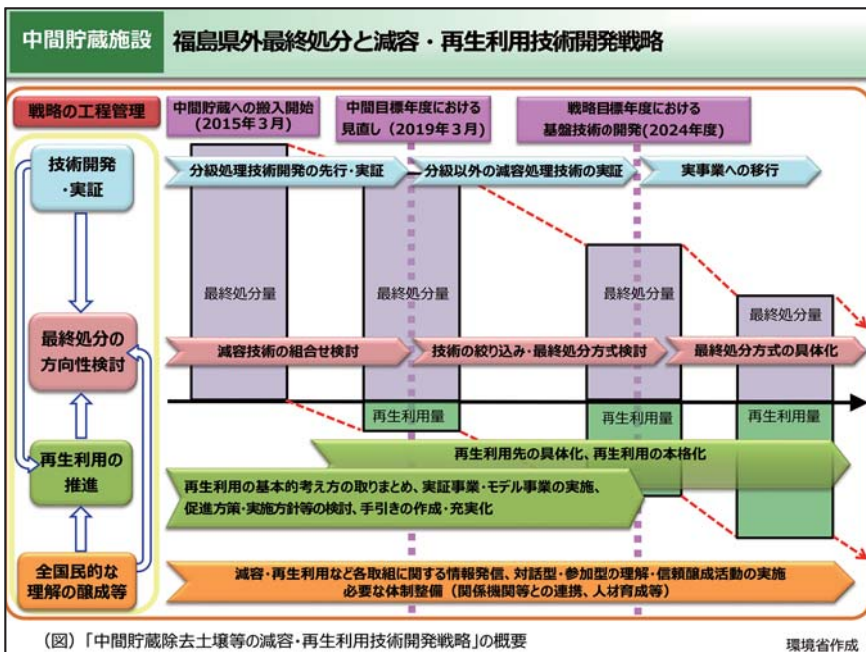 中間貯蔵施設
福島県外最終処分と減容・再生利用技術開発戦略
戦略の工程管理
中間貯蔵への搬入開始
(2015年3月)
中間目標年度における
見直し(2019年3月)
戦略目標年度における
基盤技術の開発(2024年度)
技術開発
・実証
分級処理技術開発の先行・実証
分級以外の減容処理技術の実証
実事業への移行
最終処分量
最終処分量
最終処分量
最終処分量
最終処分の
方向性検討
減容技術の組合せ検討
技術の絞り込み・最終処分方式検討
最終処分方式の具体化
再生利用量
再生利用量
再生利用量
再生利用の
推進
再生利用先の具体化、再生利用の本格化
再生利用の基本的考え方の取りまとめ、実証事業・モデル事業の実施、
促進方策・実施方針等の検討、手引きの作成・充実化
全国民的な
理解の醸成等
減容・再生利用など各取組に関する情報発信、対話型・参加型の理解・信頼醸成活動の実施
必要な体制整備(関係機関等との連携、人材育成等)
(図)「中間貯蔵除去土壌等の減容・再生利用技術開発戦略」の概要
環境省作成